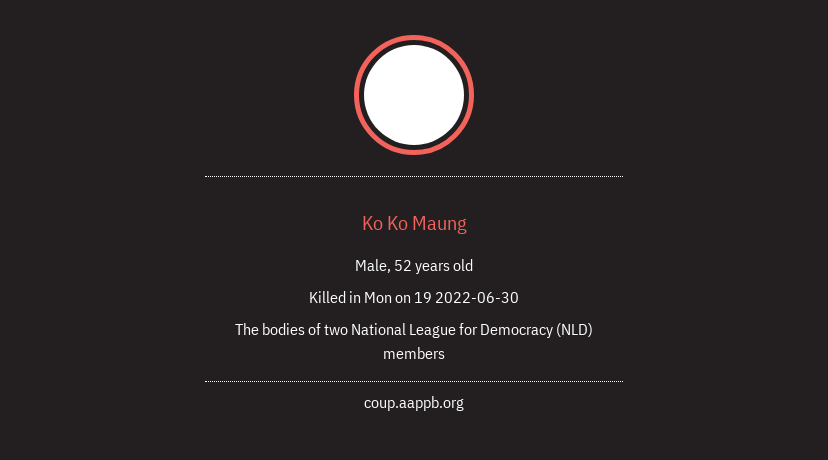 Ko Ko Maung
Male, 52 years old
Killed in Mon on 19 2022-06-30
The bodies of two National League for Democracy (NLD)
members
coup.aappb.org